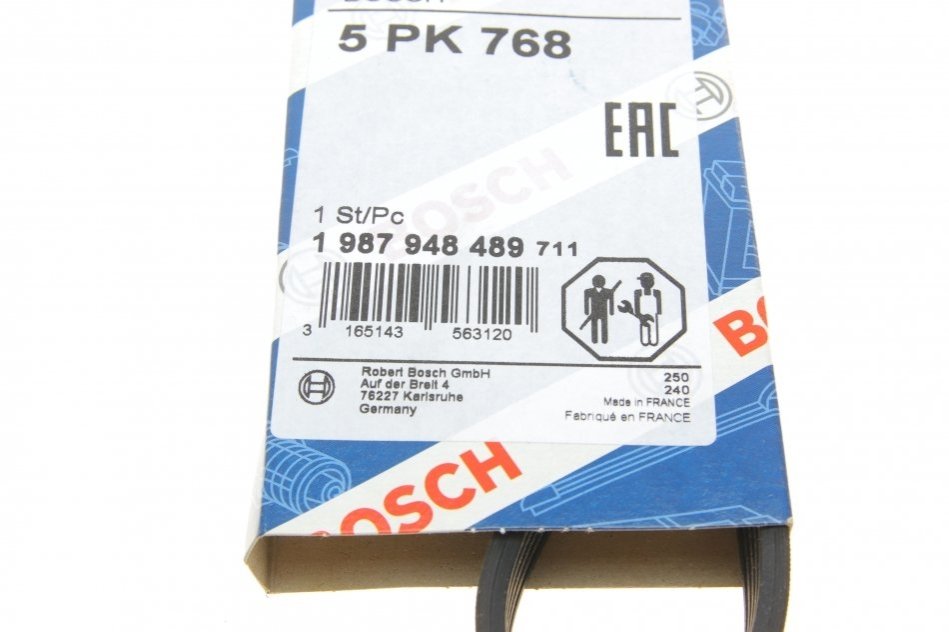 BOSCH
5 PK 768
EAC
BOSCH
1 St/Pc
1 987 948 489 711
3 165143 563120
Robert Bosch GmbH
Auf der Breit 4
76227 Karlsruhe
Germany
250
240
Made in FRANCE
Fabriqué en FRANCE
BOSCH